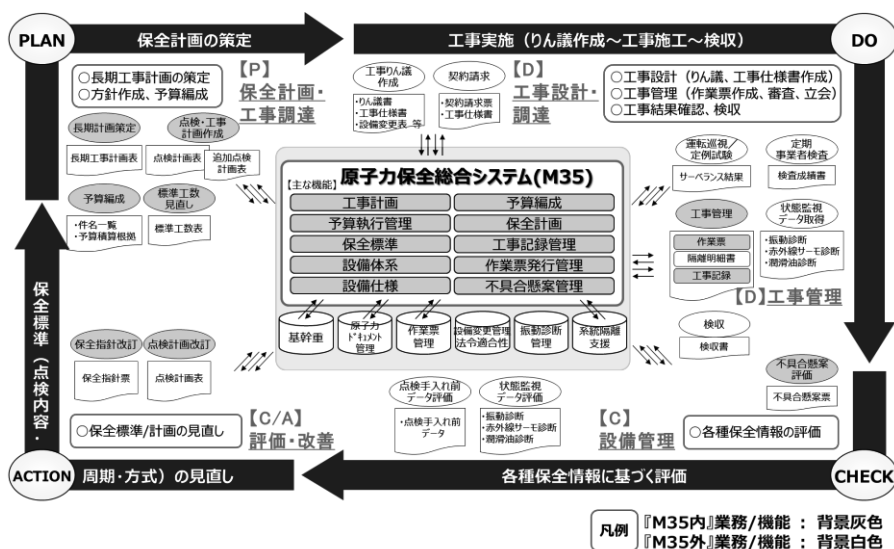 PLAN
保全計画の策定
工事実施（りん議作成～工事施工～検収）
DO
○長期工事計画の策定
○方針作成、予算編成
【P】
保全計画・
工事調達
工事りん議
作成
・りん議書
・工事仕様書
・設備変更表 等
契約請求
・契約請求票
・工事仕様書
【D】
工事設計・
調達
○工事設計（りん議、工事仕様書作成）
○工事管理（作業票作成、審査、立会）
○工事結果確認、検収
長期計画策定
長期工事計画表
点検・工事
計画作成
点検計画表
追加点検
計画表
予算編成
・件名一覧
・予算積算根拠
標準工数
見直し
標準工数表
原子力保全総合システム(M35)
【主な機能】
工事計画
予算編成
予算執行管理
保全計画
保全標準
工事記録管理
設備体系
作業票発行管理
設備仕様
不具合懸案管理
基幹重
原子力
ﾄﾞｷｭﾒﾝﾄ
管理
作業票
管理
設備変更管理
法令適合性
振動診断
管理
系統隔離
支援
運転巡視／
定例試験
サーベランス結果
定期
事業者検査
検査成績書
工事管理
作業票
隔離明細書
工事記録
状態監視
データ取得
・振動診断
・赤外線サーモ診断
・潤滑油診断
【D】工事管理
検収
検収書
不具合懸案
評価
不具合懸案票
保全指針改訂
保全指針票
点検計画改訂
点検計画表
○保全標準/計画の見直し
【C/A】
評価・改善
点検手入れ前
データ評価
・点検手入れ前
データ
状態監視
データ評価
・振動診断
・赤外線サーモ診断
・潤滑油診断
【C】
設備管理
○各種保全情報の評価
保全標準（点検内容・
ACTION
周期・方式）の見直し
各種保全情報に基づく評価
CHECK
凡例
『M35内』業務/機能 ： 背景灰色
『M35外』業務/機能 ： 背景白色